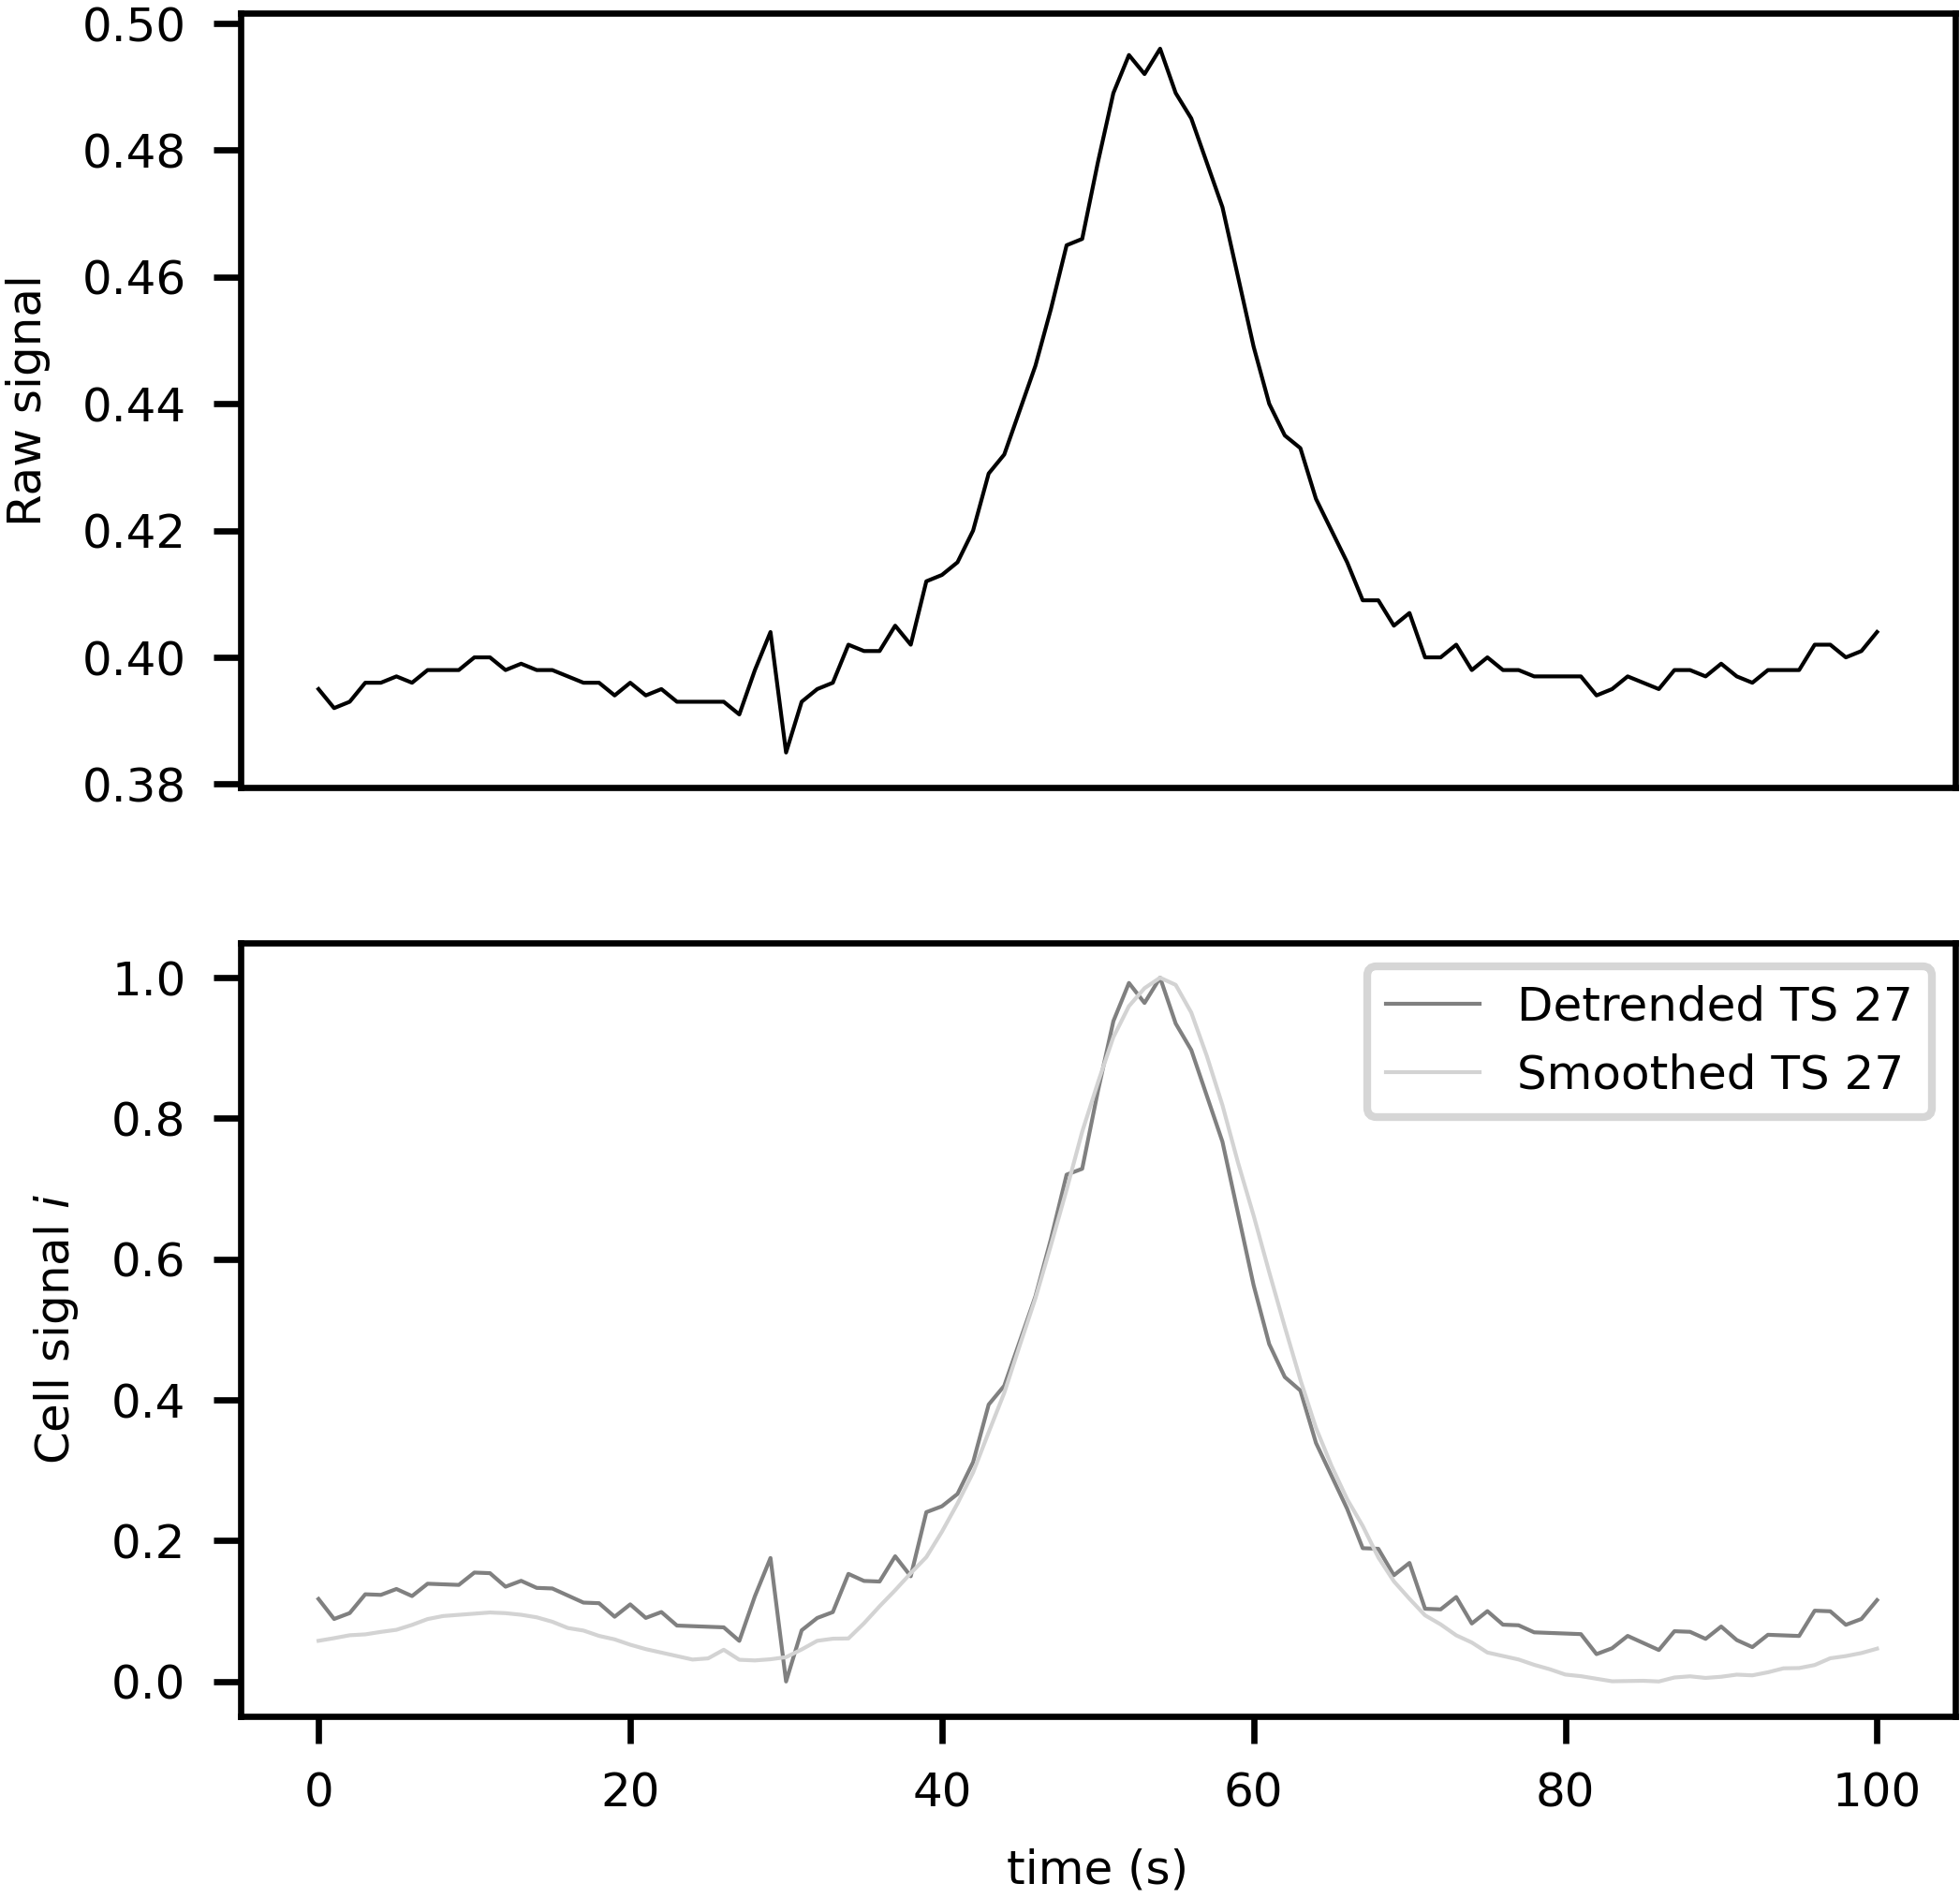 0.50
0.48
0.46
0.44
0.42
0.40
0.38
Raw signal
1.0
0.8
0.6
0.4
0.2
0.0
Cell signal i
Detrended TS 27
Smoothed TS 27
0 20 40 60 80 100
time (s)